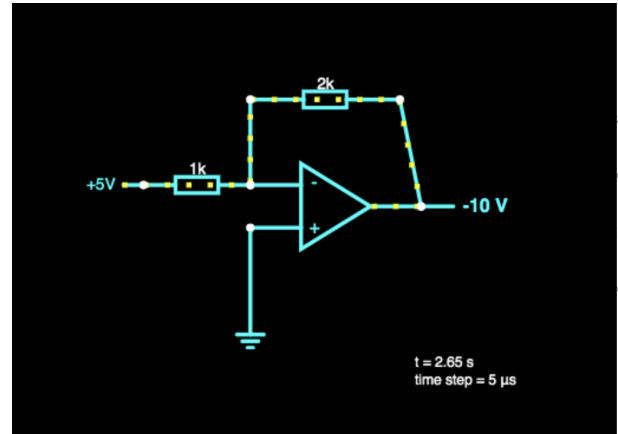 2k
1k
+5V
-
-10 V
+
t = 2.65 s
time step = 5 µs